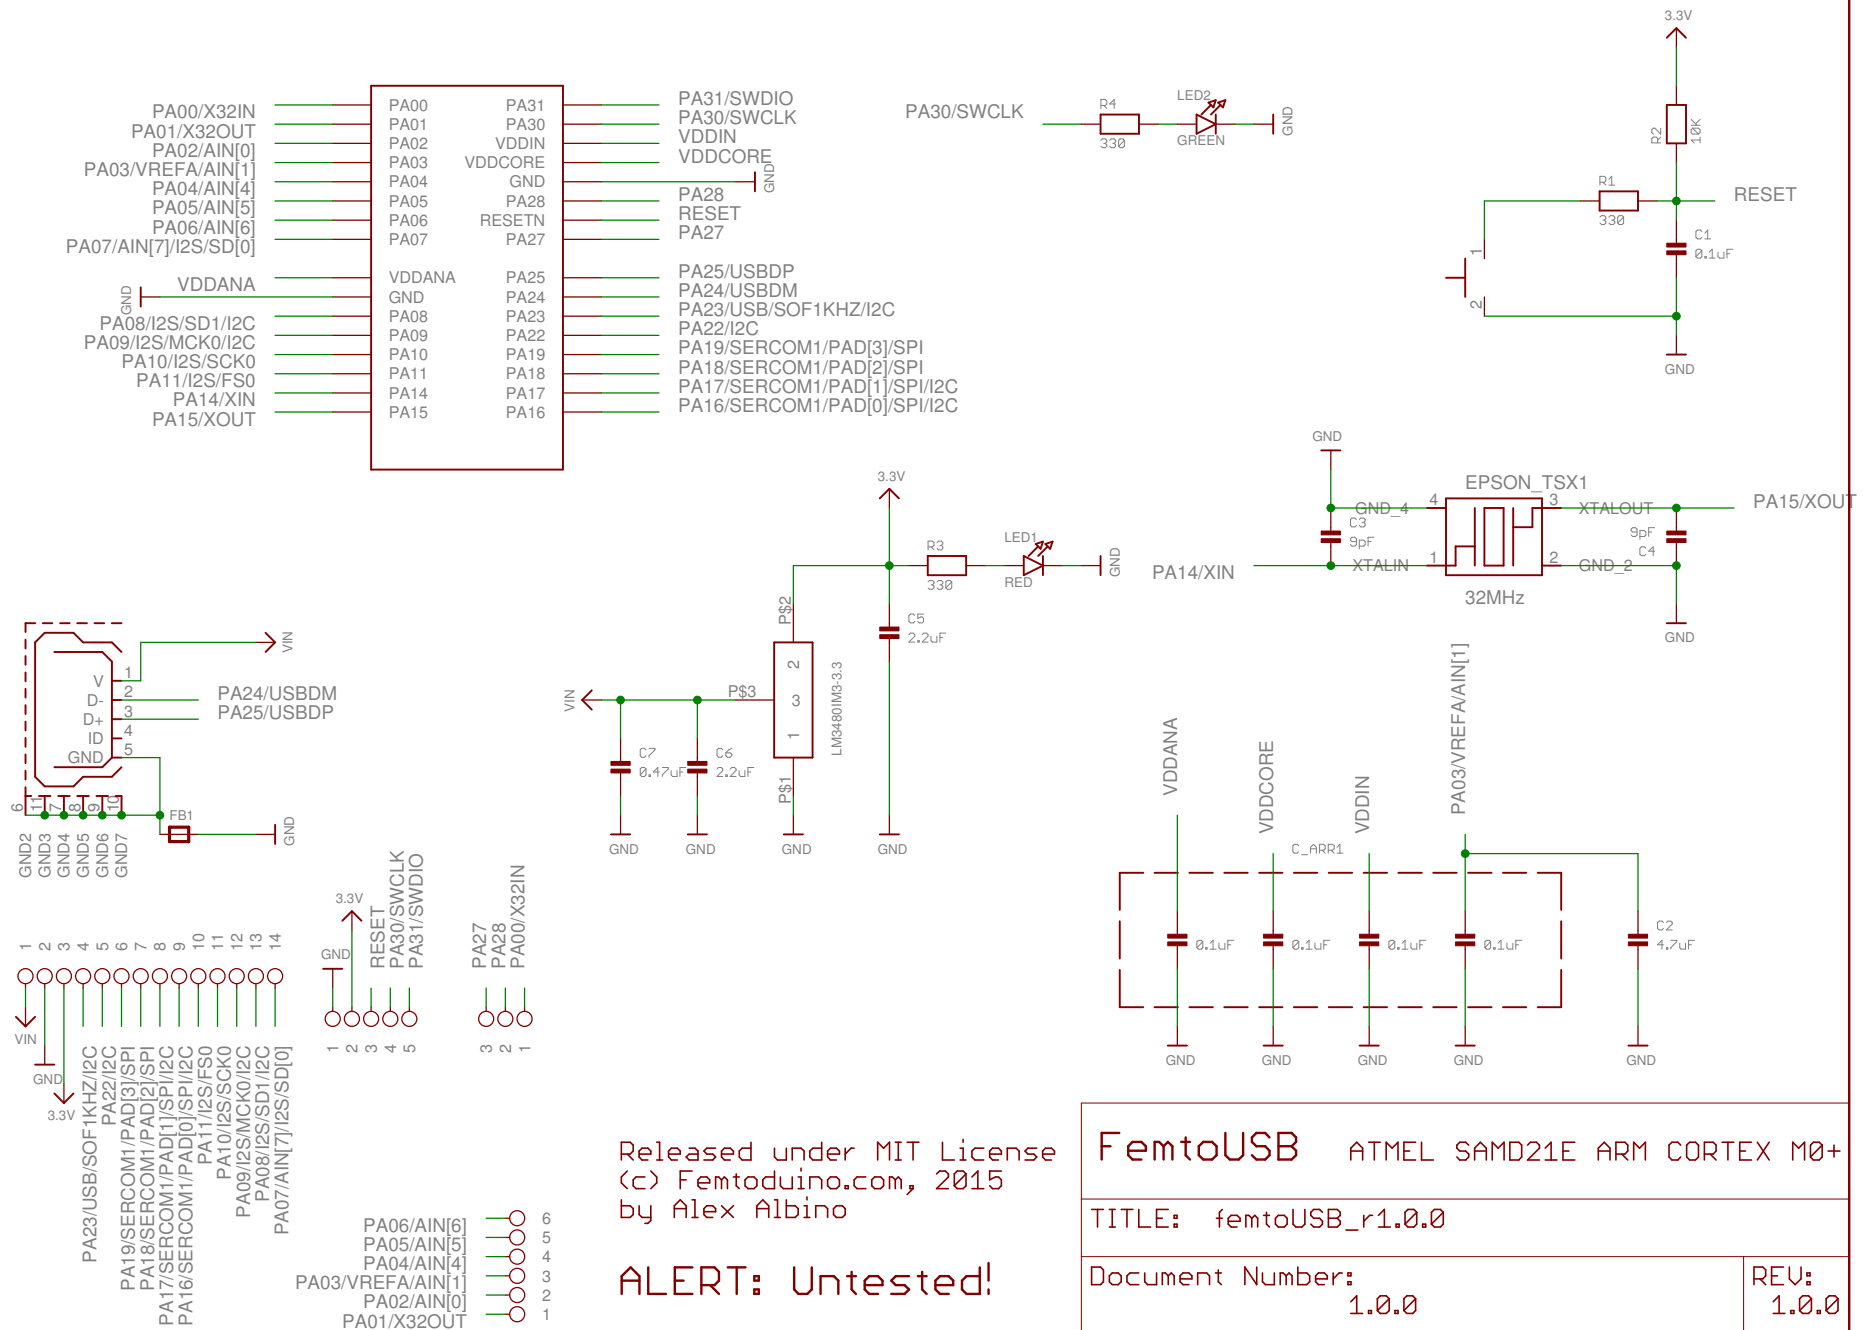 PA00/X32IN
PA01/X32OUT
PA02/AIN[0]
PA03/VREFA/AIN[1]
PA04/AIN[4]
PA05/AIN[5]
PA06/AIN[6]
PA07/AIN[7]/I2S/SD[0]
VDDANA
GND
PA08/I2S/SD1/I2C
PA09/I2S/MCK0/I2C
PA10/I2S/SCK0
PA11/I2S/FS0
PA14/XIN
PA15/XOUT
PA00 PA31
PA01 PA30
PA02 VDDIN
PA03 VDDCORE
PA04 GND
PA05 PA28
PA06 RESETN
PA07 PA27
VDDANA PA25
GND PA24
PA08 PA23
PA09 PA22
PA10 PA19
PA11 PA18
PA14 PA17
PA15 PA16
PA31/SWDIO
PA30/SWCLK
VDDIN
VDDCORE
GND
PA28
RESET
PA27
PA25/USBDP
PA24/USBDM
PA23/USB/SOF1KHZ/I2C
PA22/I2C
PA19/SERCOM1/PAD[3]/SPI
PA18/SERCOM1/PAD[2]/SPI
PA17/SERCOM1/PAD[1]/SPI/I2C
PA16/SERCOM1/PAD[0]/SPI/I2C
PA30/SWCLK
R4
330
LED2
GREEN
GND
3.3V
R2
10K
R1
330
RESET
C1
0.1uF
1
2
GND
GND
EPSON_TSX1
GND_4 4
3 XTALOUT
PA15/XOUT
C3
9pF
9pF
C4
PA14/XIN
XTALIN 1
2 GND_2
32MHz
GND
3.3V
R3
330
LED1
RED
GND
P$2
C5
2.2uF
2
3
1
LM3480IM3-3.3
VIN
P$3
C7
0.47uF
C6
2.2uF
P$1
GND
GND
GND
GND
VIN
V 1
D- 2
D+ 3
ID 4
GND 5
PA24/USBDM
PA25/USBDP
6
11
7
8
9
10
FB1
GND
GND2
GND3
GND4
GND5
GND6
GND7
VDDANA
VDDCORE
VDDIN
PA03/VREFA/AIN[1]
C_ARR1
0.1uF
0.1uF
0.1uF
0.1uF
C2
4.7uF
GND
GND
GND
GND
GND
1
2
3
4
5
6
7
8
9
10
11
12
13
14
VIN
GND
3.3V
PA23/USB/SOF1KHZ/I2C
PA22/I2C
PA19/SERCOM1/PAD[3]/SPI
PA18/SERCOM1/PAD[2]/SPI
PA17/SERCOM1/PAD[1]/SPI/I2C
PA16/SERCOM1/PAD[0]/SPI/I2C
PA11/I2S/FS0
PA10/I2S/SCK0
PA09/I2S/MCK0/I2C
PA08/I2S/SD1/I2C
PA07/AIN[7]/I2S/SD[0]
GND
3.3V
RESET
PA30/SWCLK
PA31/SWDIO
1
2
3
4
5
PA27
PA28
PA00/X32IN
3
2
1
PA06/AIN[6] 6
PA05/AIN[5] 5
PA04/AIN[4] 4
PA03/VREFA/AIN[1] 3
PA02/AIN[0] 2
PA01/X32OUT 1
Released under MIT License
(c) Femtoduino.com, 2015
by Alex Albino
ALERT: Untested!
FemtoUSB ATMEL SAMD21E ARM CORTEX M0+
TITLE: femtoUSB_r1.0.0
Document Number:
1.0.0
REV:
1.0.0